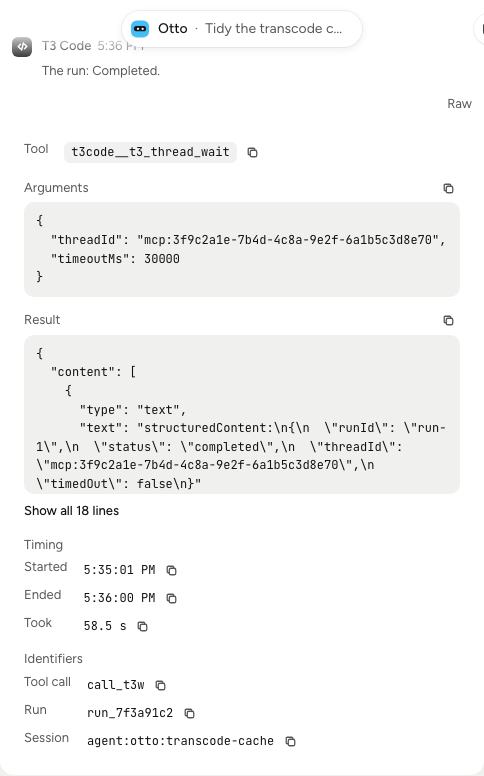 Otto · Tidy the transcode c...
T3 Code 5:36 PM
The run: Completed.
Raw
Tool t3code__t3_thread_wait
Arguments
{
"threadId": "mcp:3f9c2a1e-7b4d-4c8a-9e2f-6a1b5c3d8e70",
"timeoutMs": 30000
}
Result
{
"content": [
{
"type": "text",
"text": "structuredContent:\n{\n  \"runId\": \"run-
1\",\n  \"status\": \"completed\",\n  \"threadId\":
\"mcp:3f9c2a1e-7b4d-4c8a-9e2f-6a1b5c3d8e70\",\n
\"timedOut\": false\n}"
Show all 18 lines
Timing
Started 5:35:01 PM
Ended 5:36:00 PM
Took 58.5 s
Identifiers
Tool call call_t3w
Run run_7f3a91c2
Session agent:otto:transcode-cache